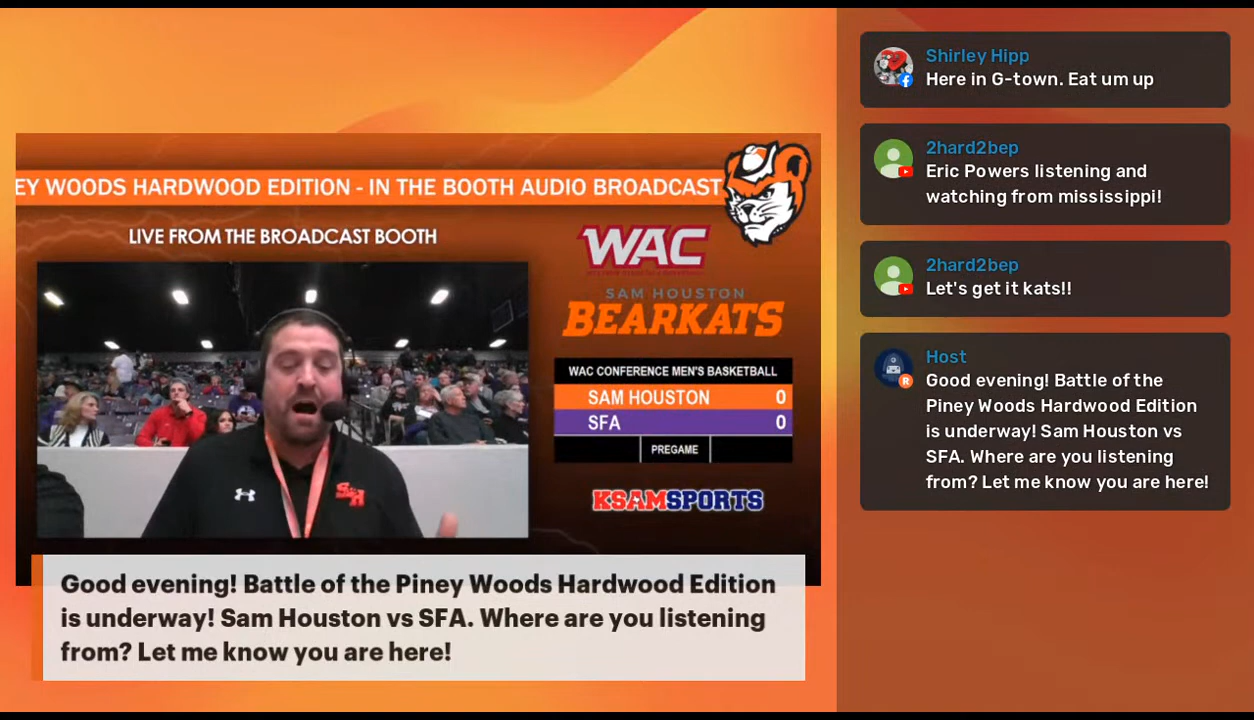 EY WOODS HARDWOOD EDITION - IN THE BOOTH AUDIO BROADCAST
LIVE FROM THE BROADCAST BOOTH
WAC
SAM HOUSTON
BEARKATS
WAC CONFERENCE MEN'S BASKETBALL
SAM HOUSTON 0
SFA 0
PREGAME
KSAMSPORTS
SH
Good evening! Battle of the Piney Woods Hardwood Edition
is underway! Sam Houston vs SFA. Where are you listening
from? Let me know you are here!
Shirley Hipp
Here in G-town. Eat um up
2hard2bep
Eric Powers listening and
watching from mississippi!
2hard2bep
Let's get it kats!!
Host
Good evening! Battle of the
Piney Woods Hardwood Edition
is underway! Sam Houston vs
SFA. Where are you listening
from? Let me know you are here!